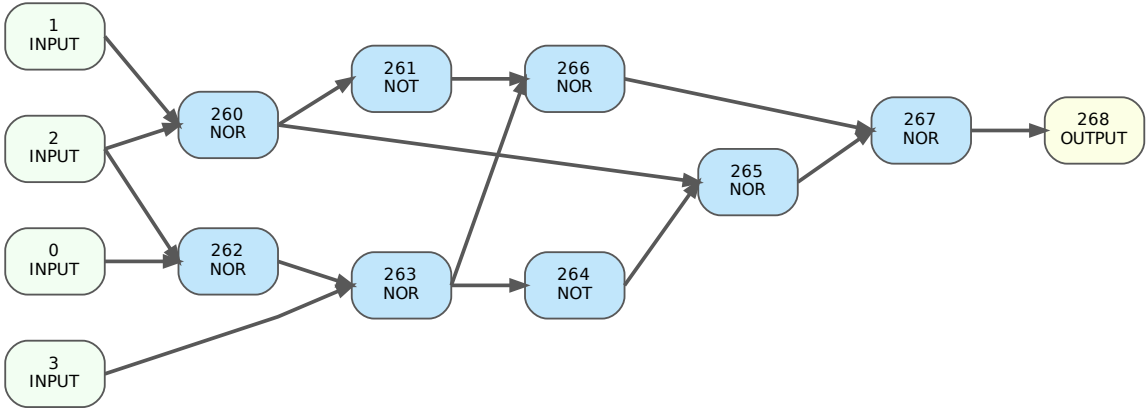 1
INPUT
2
INPUT
0
INPUT
3
INPUT
260
NOR
262
NOR
261
NOT
263
NOR
266
NOR
264
NOT
265
NOR
267
NOR
268
OUTPUT